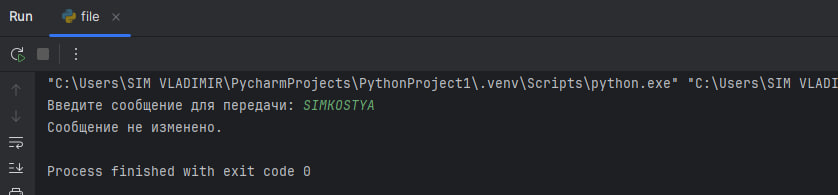 Run file
"C:\Users\SIM VLADIMIR\PycharmProjects\PythonProject1\.venv\Scripts\python.exe" "C:\Users\SIM VLADI
Введите сообщение для передачи: SIMKOSTYA
Сообщение не изменено.
Process finished with exit code 0